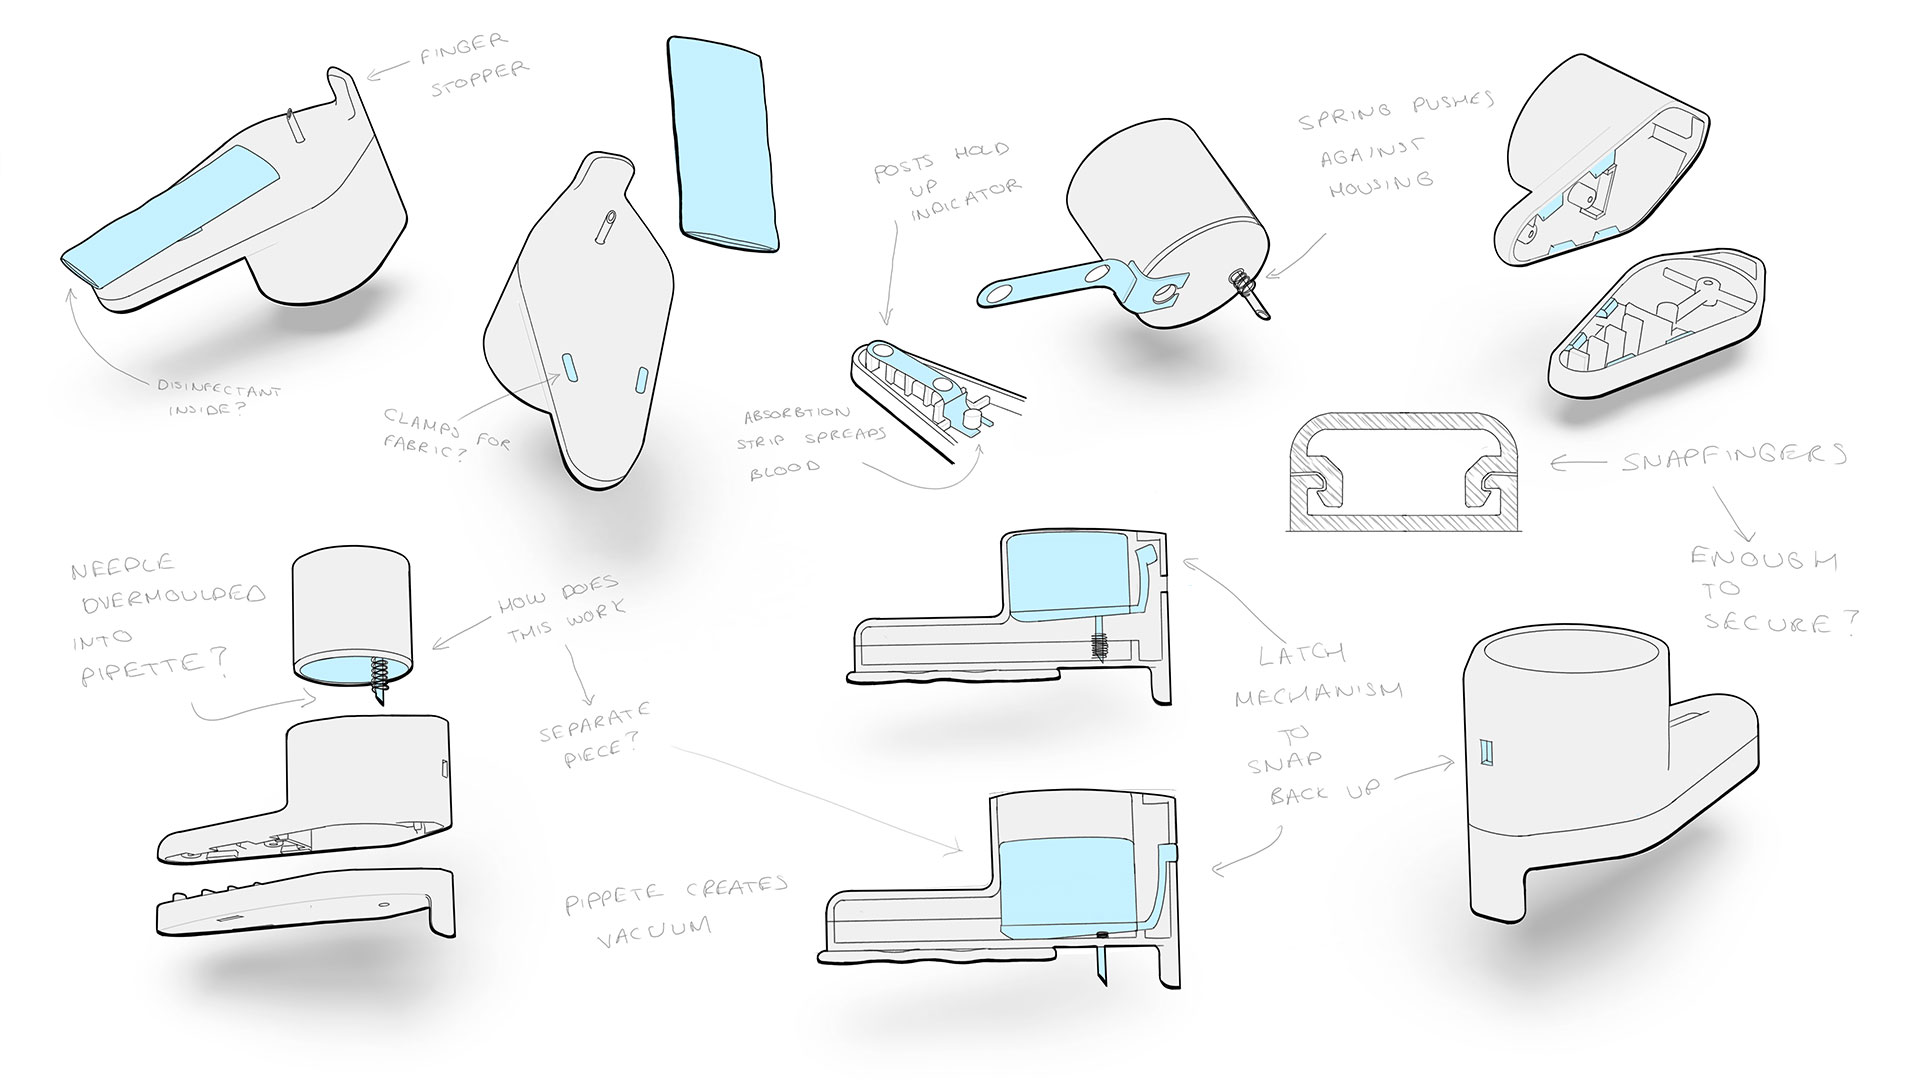 FINGER
STOPPER
POSTS HOLD
UP
INDICATOR
SPRING PUSHES
AGAINST
HOUSING
DISINFECTANT
INSIDE?
CLAMPS FOR
FABRIC?
ABSORBTION
STRIP SPREADS
BLOOD
SNAPFINGERS
ENOUGH
TO
SECURE?
NEEDLE
OVERMOULDED
INTO
PIPETTE?
HOW DOES
THIS WORK
SEPARATE
PIECE?
LATCH
MECHANISM
TO
SNAP
BACK UP
PIPPETE CREATES
VACUUM